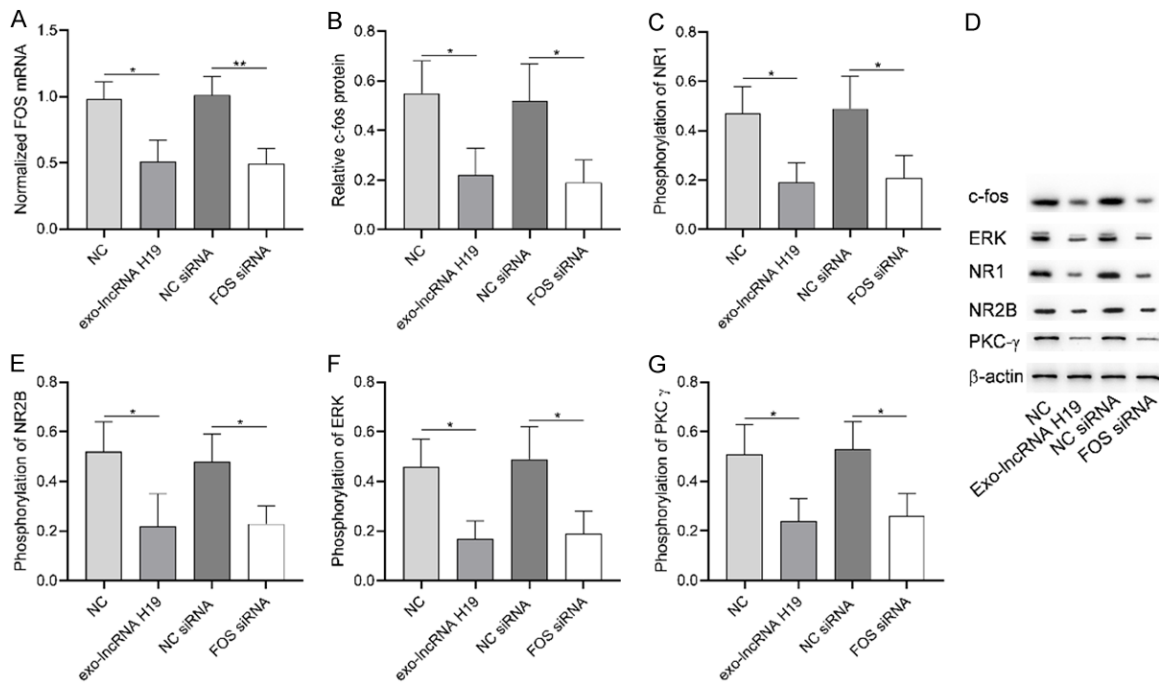 A
Normalized FOS mRNA
1.5
1.0
0.5
0.0
*
**
NC
exo-lncRNA H19
NC siRNA
FOS siRNA
B
Relative c-fos protein
0.8
0.6
0.4
0.2
0.0
*
*
NC
exo-lncRNA H19
NC siRNA
FOS siRNA
C
Phosphorylation of NR1
0.8
0.6
0.4
0.2
0.0
*
*
NC
exo-lncRNA H19
NC siRNA
FOS siRNA
D
c-fos
ERK
NR1
NR2B
PKC-γ
β-actin
NC
Exo-lncRNA H19
NC siRNA
FOS siRNA
E
Phosphorylation of NR2B
0.8
0.6
0.4
0.2
0.0
*
*
NC
exo-lncRNA H19
NC siRNA
FOS siRNA
F
Phosphorylation of ERK
0.8
0.6
0.4
0.2
0.0
*
*
NC
exo-lncRNA H19
NC siRNA
FOS siRNA
G
Phosphorylation of PKC γ
0.8
0.6
0.4
0.2
0.0
*
*
NC
exo-lncRNA H19
NC siRNA
FOS siRNA